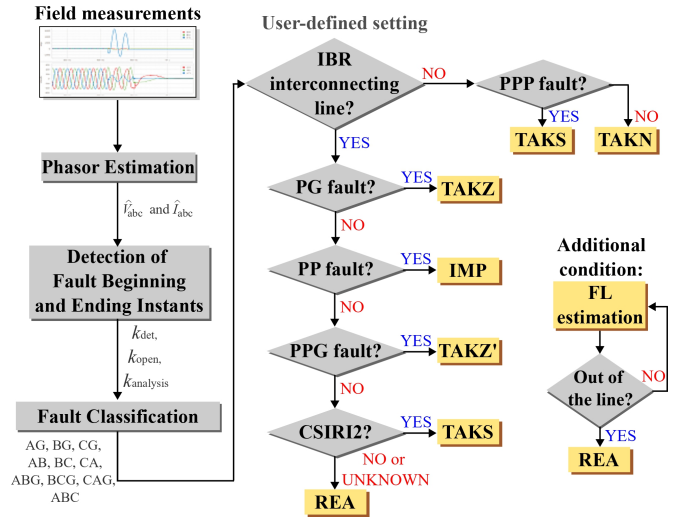 Field measurements
User-defined setting
Phasor Estimation
V̂abc and Îabc
Detection of
Fault Beginning
and Ending Instants
kdet,
kopen,
kanalysis
Fault Classification
AG, BG, CG,
AB, BC, CA,
ABG, BCG, CAG,
ABC
IBR
interconnecting
line?
NO
YES
PPP fault?
YES
NO
TAKS
TAKN
PG fault?
YES
TAKZ
NO
PP fault?
YES
IMP
NO
PPG fault?
YES
TAKZ'
NO
CSIRI2?
YES
TAKS
NO or
UNKNOWN
REA
Additional
condition:
FL
estimation
Out of
the line?
NO
YES
REA